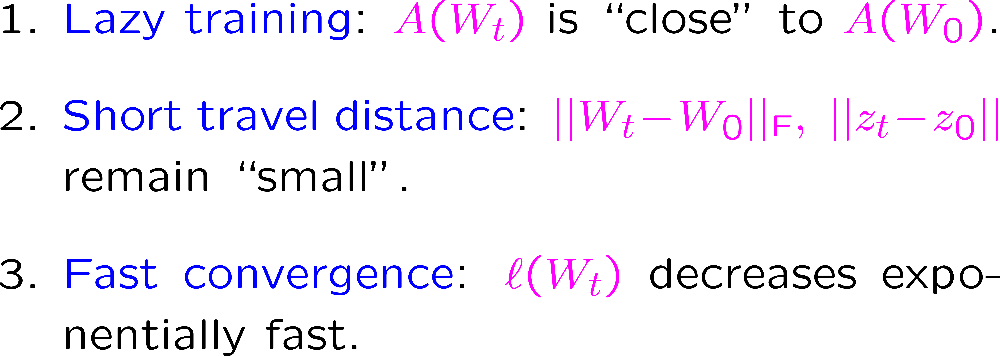 1. Lazy training: $A(W_t)$ is “close” to $A(W_0)$.
2. Short travel distance: $||W_t - W_0||_{\mathsf{F}}, \ ||z_t - z_0||$
remain “small”.
3. Fast convergence: $\ell(W_t)$ decreases expo-
nentially fast.